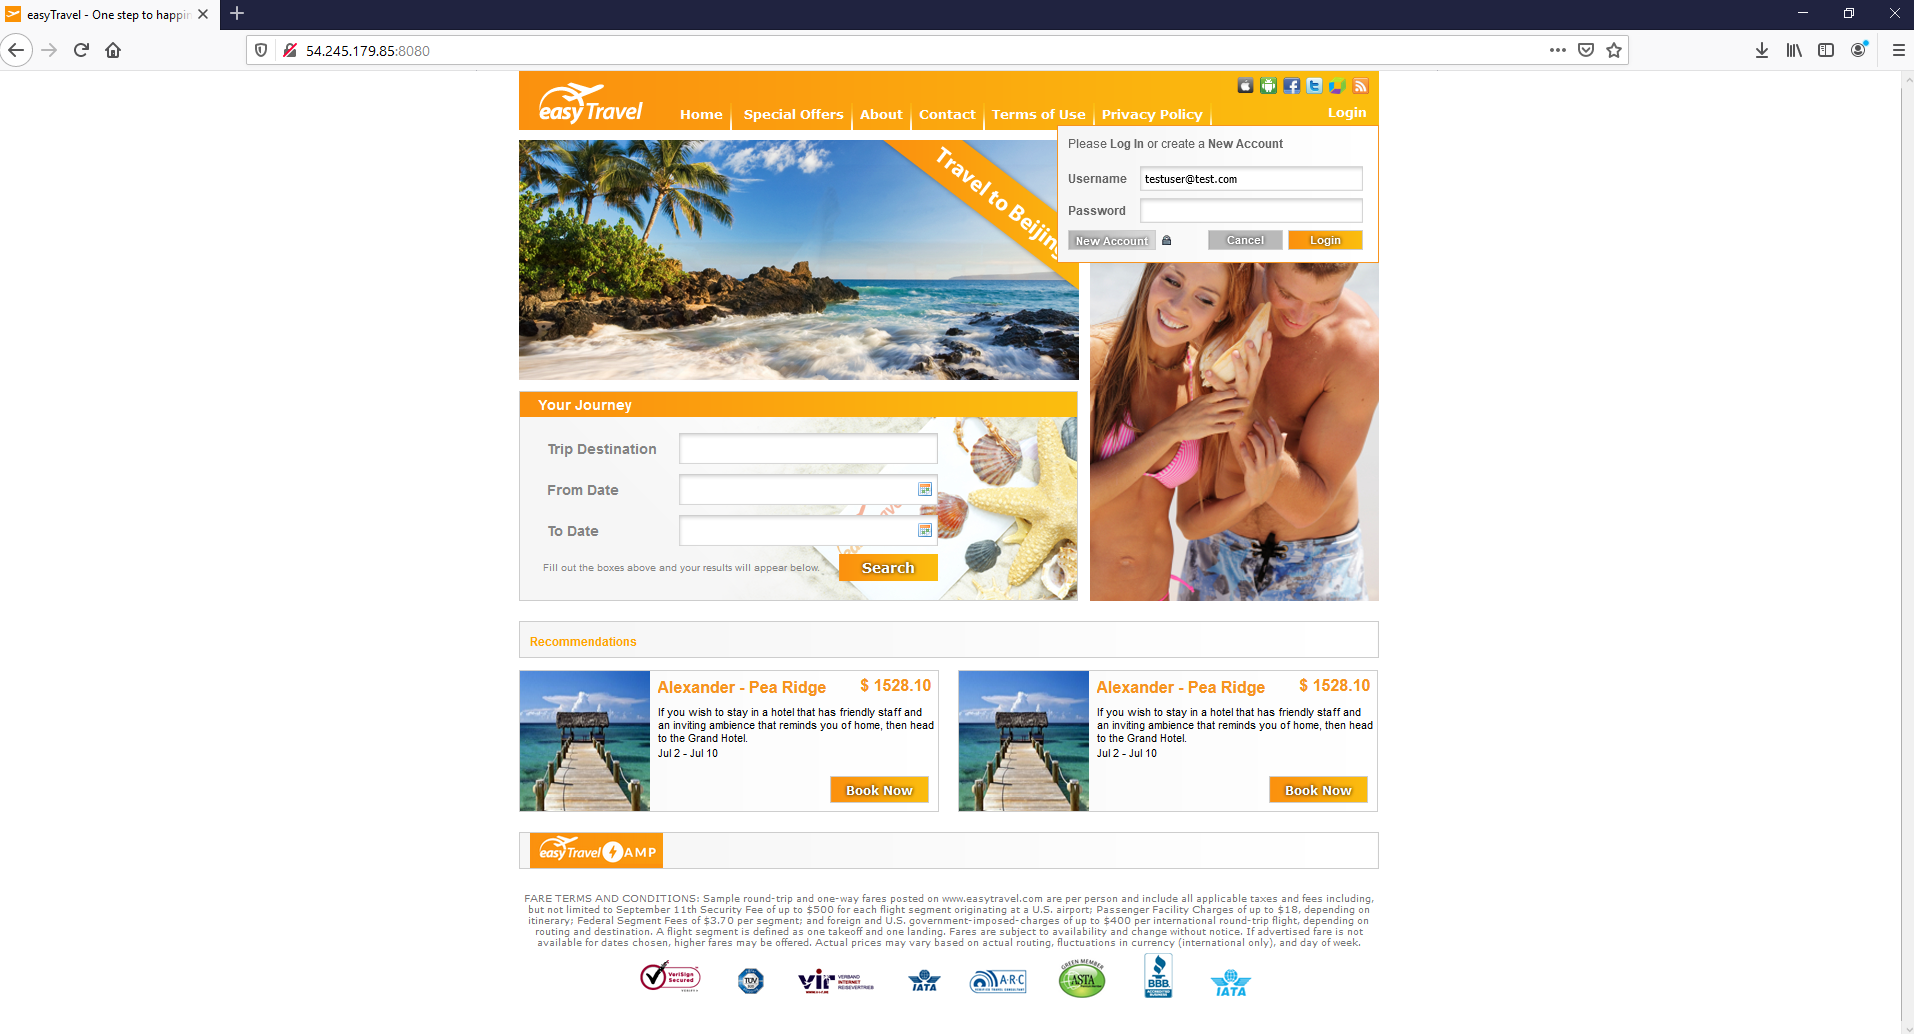 easyTravel - One step to happin
54.245.179.85:8080
easyTravel
Home
Special Offers
About
Contact
Terms of Use
Privacy Policy
Login
Please Log In or create a New Account
Username
testuser@test.com
Password
New Account
Cancel
Login
Travel to Beijing
Your Journey
Trip Destination
From Date
To Date
Fill out the boxes above and your results will appear below.
Search
Recommendations
Alexander - Pea Ridge
$ 1528.10
If you wish to stay in a hotel that has friendly staff and
an inviting ambience that reminds you of home, then head
to the Grand Hotel.
Jul 2 - Jul 10
Book Now
Alexander - Pea Ridge
$ 1528.10
If you wish to stay in a hotel that has friendly staff and
an inviting ambience that reminds you of home, then head
to the Grand Hotel.
Jul 2 - Jul 10
Book Now
easyTravel AMP
FARE TERMS AND CONDITIONS: Sample round-trip and one-way fares posted on www.easytravel.com are per person and include all applicable taxes and fees including,
but not limited to September 11th Security Fee of up to $500 for each flight segment originating at a U.S. airport; Passenger Facility Charges of up to $18, depending on
itinerary; Federal Segment Fees of $3.70 per segment; and foreign and U.S. government-imposed-charges of up to $400 per international round-trip flight, depending on
routing and destination. A flight segment is defined as one takeoff and one landing. Fares are subject to availability and change without notice. If advertised fare is not
available for dates chosen, higher fares may be offered. Actual prices may vary based on actual routing, fluctuations in currency (international only), and day of week.
VeriSign
Secured
TÜV
vir
VERBAND
INTERNET
REISEVERTRIEB
IATA
A·R·C
GREEN MEMBER
ASTA
BBB
ACCREDITED
BUSINESS
IATA